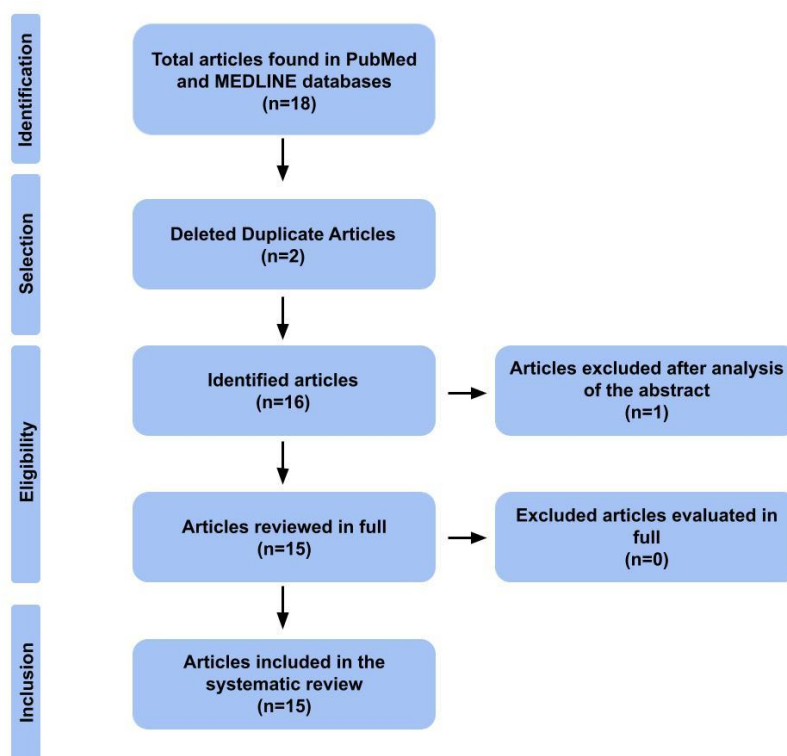 Identification
Total articles found in PubMed
and MEDLINE databases
(n=18)
Selection
Deleted Duplicate Articles
(n=2)
Eligibility
Identified articles
(n=16)
Articles excluded after analysis
of the abstract
(n=1)
Articles reviewed in full
(n=15)
Excluded articles evaluated in
full
(n=0)
Inclusion
Articles included in the
systematic review
(n=15)